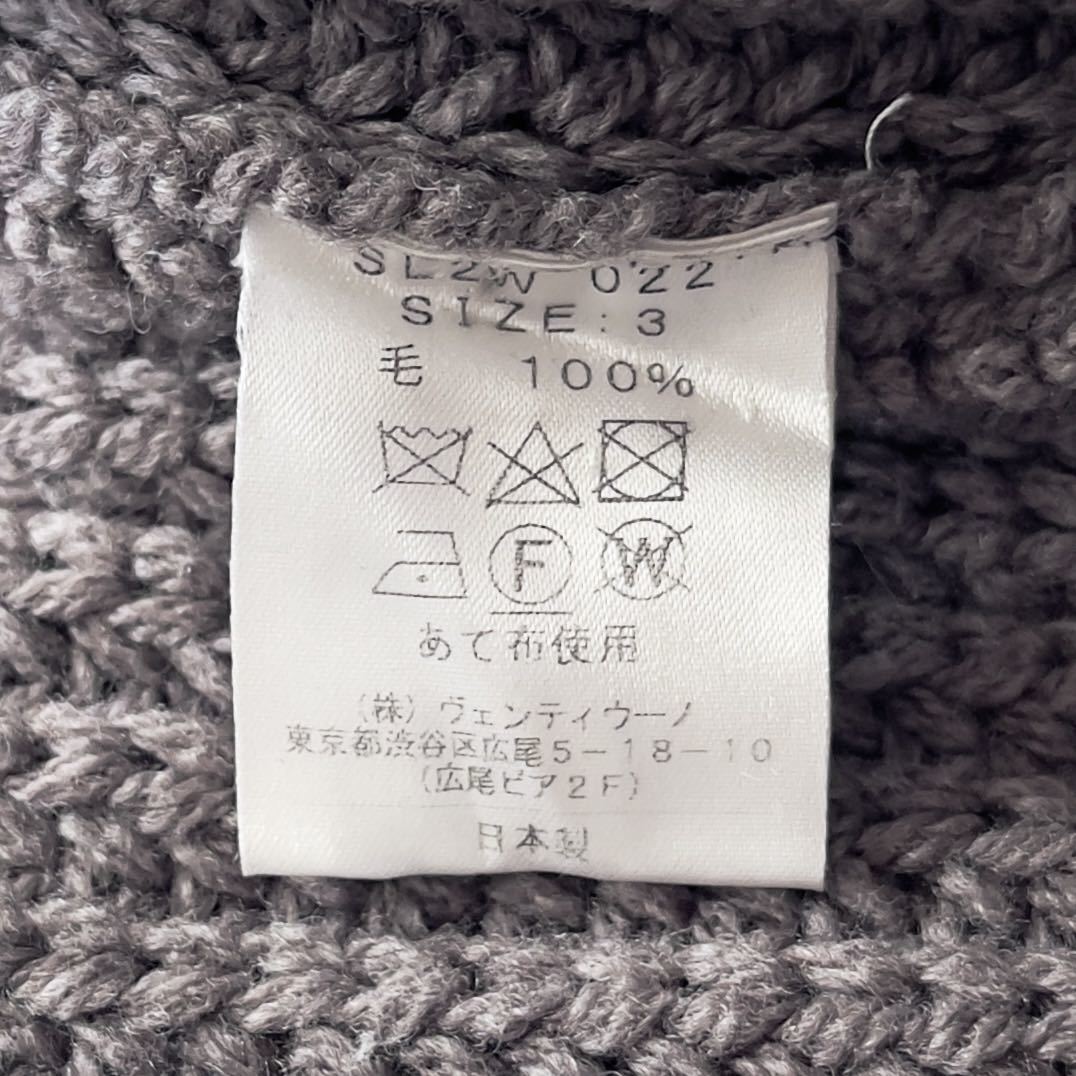 SL2W 022
SIZE:3
毛 100%
F W
あて布使用
(株)ヴェンティウーノ
東京都渋谷区広尾5-18-10
(広尾ピア2F)
日本製